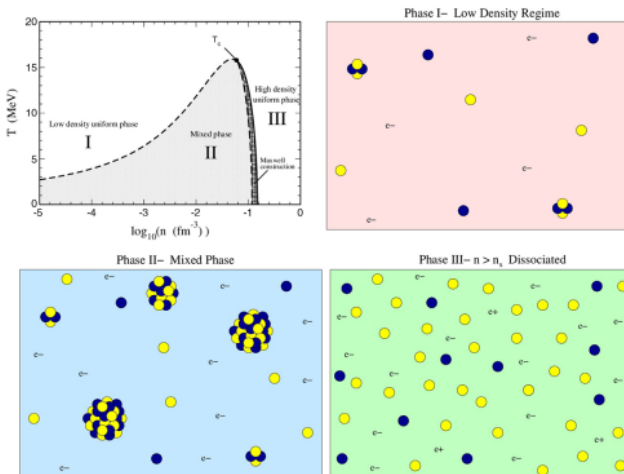 Phase I- Low Density Regime
20
15
10
5
0
T (MeV)
T_c
Low density uniform phase
I
Mixed phase
II
High density
uniform phase
III
Maxwell
construction
-5
-4
-3
-2
-1
0
log₁₀(n (fm⁻³)
e-
e-
e-
e-
Phase II- Mixed Phase
e-
e-
e-
e-
e-
e-
e-
e-
Phase III- n > nₛ Dissociated
e-
e-
e-
e+
e-
e-
e-
e-
e-
e+
e+
e-